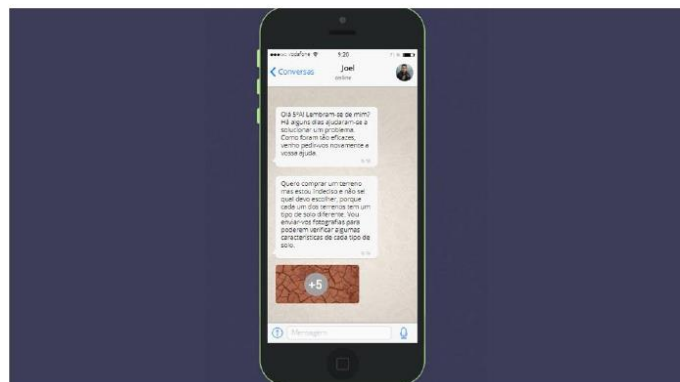 vodafone 9:20
Conversas Joel
online
Olá 5ºA! Lembram-se de mim?
Há alguns dias ajudaram-me a
solucionar um problema.
Como foram tão eficazes,
venho pedir-vos novamente a
vossa ajuda.
Quero comprar um terreno
mas estou indeciso e não sei
qual devo escolher, porque
cada um dos terrenos tem um
tipo de solo diferente. Vou
enviar-vos fotografias para
poderem verificar algumas
características de cada tipo de
solo.
+5
Mensagem